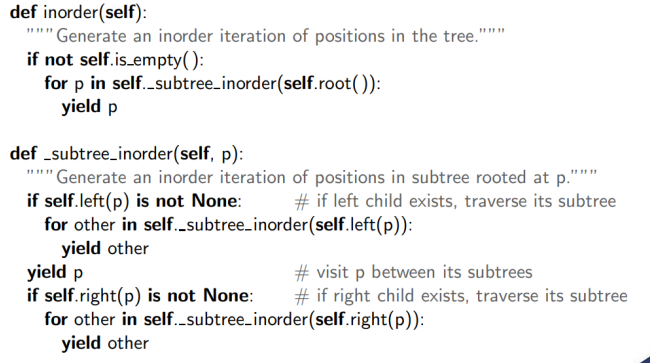 def inorder(self):
"""Generate an inorder iteration of positions in the tree."""
if not self.is_empty():
for p in self._subtree_inorder(self.root()):
yield p
def _subtree_inorder(self, p):
"""Generate an inorder iteration of positions in subtree rooted at p."""
if self.left(p) is not None: # if left child exists, traverse its subtree
for other in self._subtree_inorder(self.left(p)):
yield other
yield p # visit p between its subtrees
if self.right(p) is not None: # if right child exists, traverse its subtree
for other in self._subtree_inorder(self.right(p)):
yield other